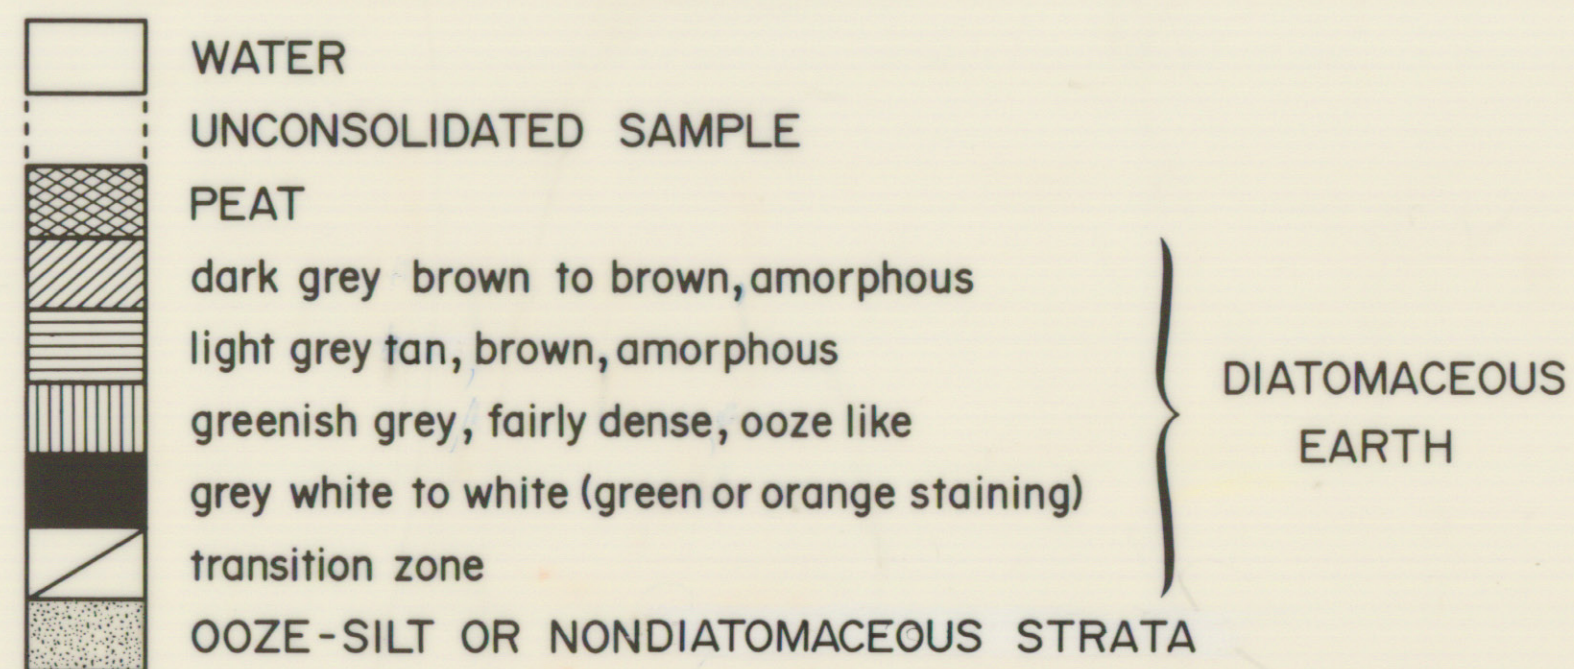 WATER
UNCONSOLIDATED SAMPLE
PEAT
dark grey brown to brown, amorphous
light grey tan, brown, amorphous
greenish grey, fairly dense, ooze like
grey white to white (green or orange staining)
transition zone
DIATOMACEOUS
EARTH
OOZE-SILT OR NONDIATOMACEOUS STRATA